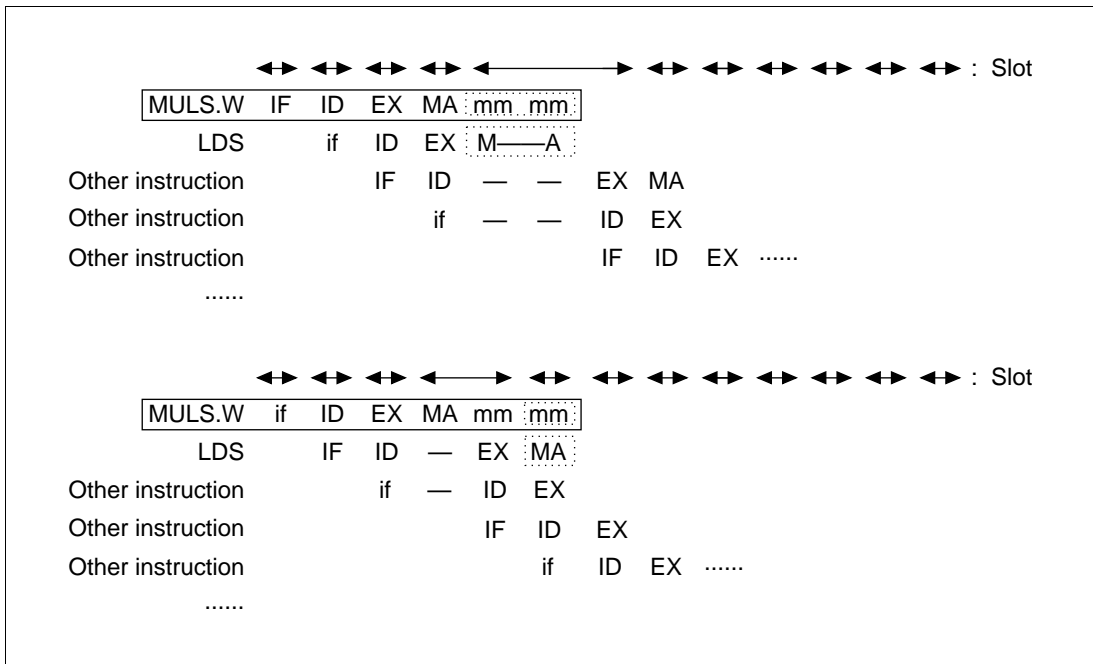 : Slot
MULS.W IF ID EX MA mm mm
LDS if ID EX M——A
Other instruction IF ID — — EX MA
Other instruction if — — ID EX
Other instruction IF ID EX ······
······
: Slot
MULS.W if ID EX MA mm mm
LDS IF ID — EX MA
Other instruction if — ID EX
Other instruction IF ID EX
Other instruction if ID EX ······
······